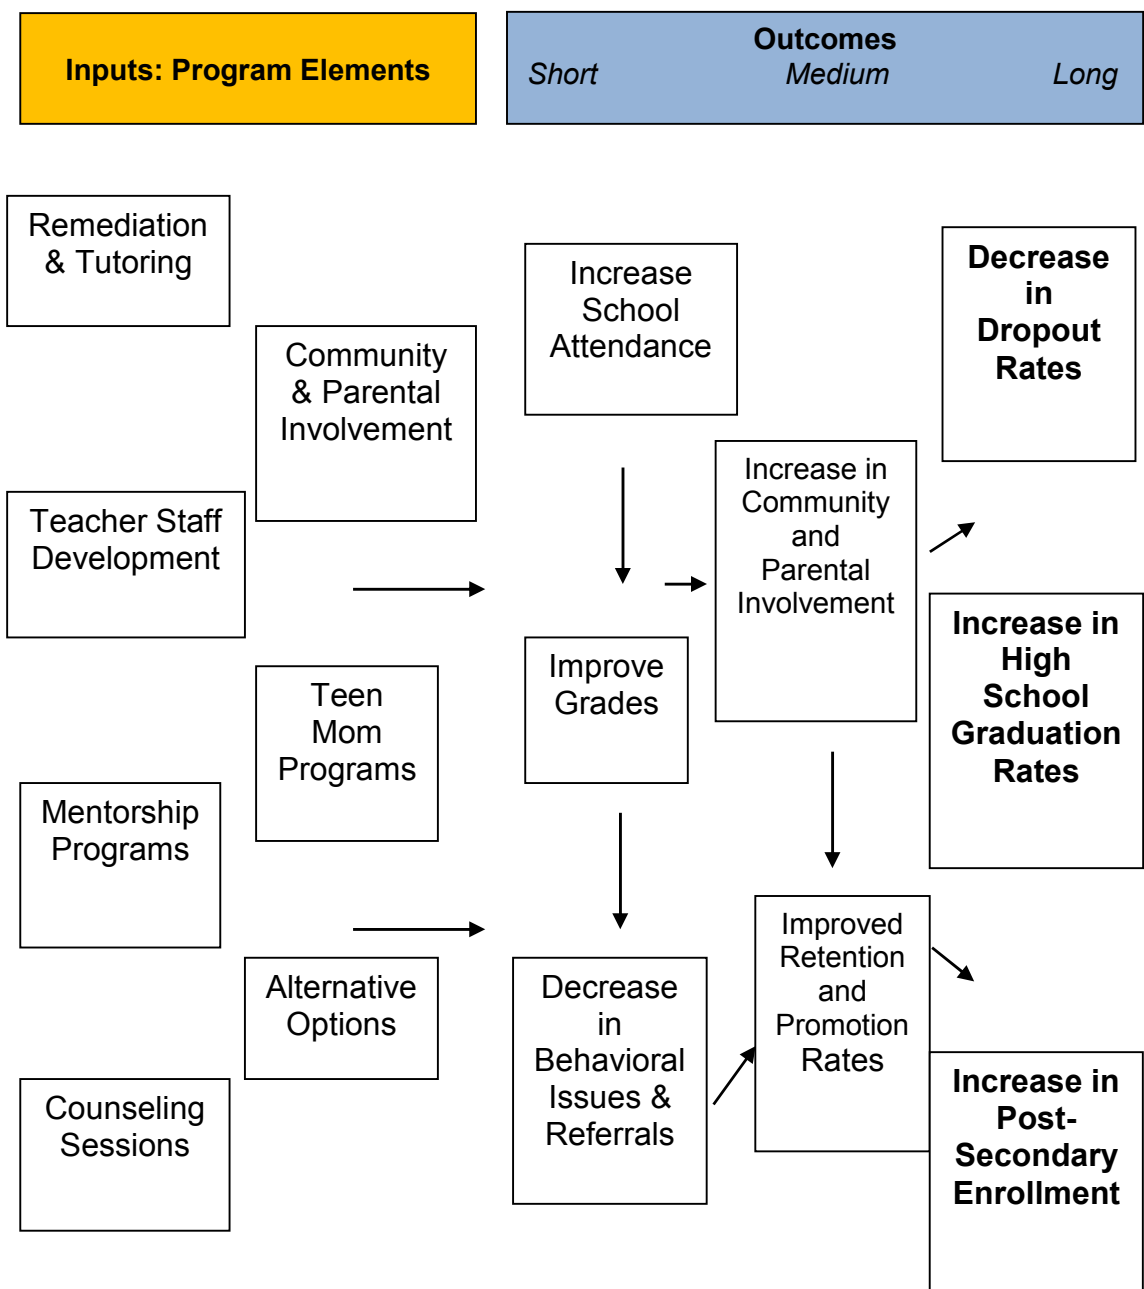 Inputs: Program Elements
Outcomes
Short Medium Long
Remediation
& Tutoring
Community
& Parental
Involvement
Teacher Staff
Development
Teen
Mom
Programs
Mentorship
Programs
Alternative
Options
Counseling
Sessions
Increase
School
Attendance
Improve
Grades
Decrease
in
Behavioral
Issues &
Referrals
Increase in
Community
and
Parental
Involvement
Improved
Retention
and
Promotion
Rates
Decrease
in
Dropout
Rates
Increase in
High
School
Graduation
Rates
Increase in
Post-
Secondary
Enrollment